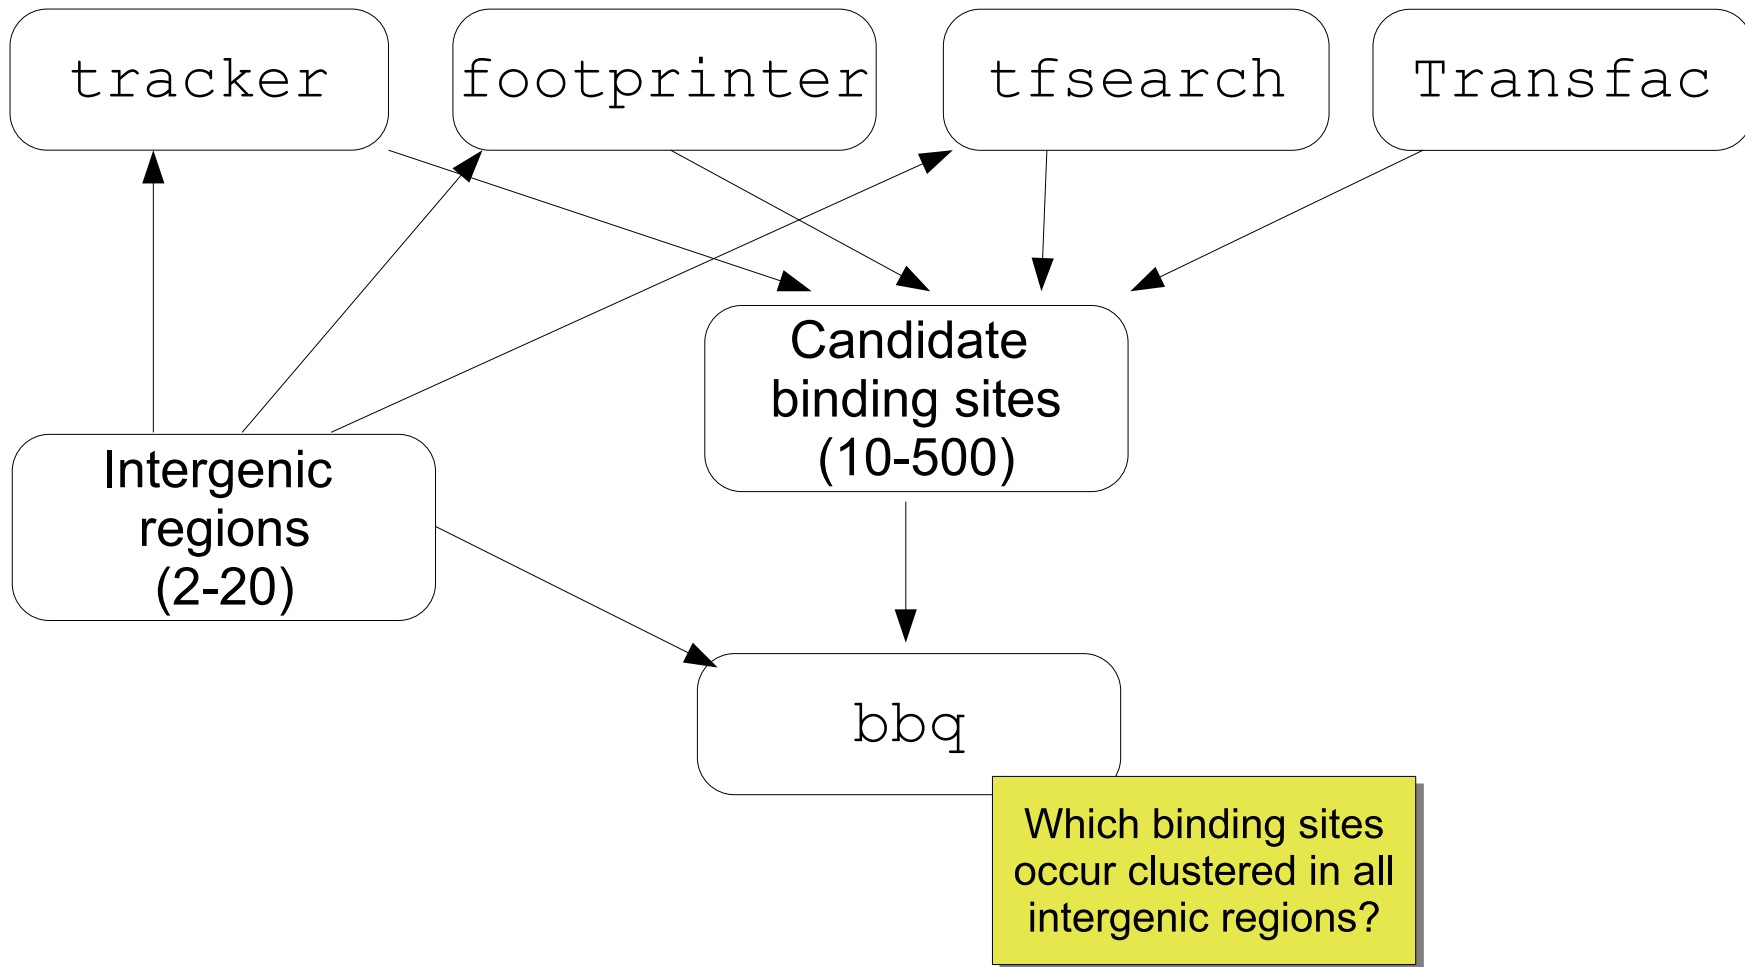 tracker
footprinter
tfsearch
Transfac
Candidate
binding sites
(10-500)
Intergenic
regions
(2-20)
bbq
Which binding sites
occur clustered in all
intergenic regions?